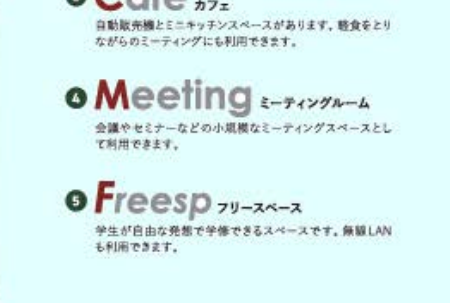 Cafe カフェ
自動販売機とミニキッチンスペースがあります。軽食をとり
ながらのミーティングにも利用できます。
4 Meeting ミーティングルーム
会議やセミナーなどの小規模なミーティングスペースとし
て利用できます。
5 Freesp フリースペース
学生が自由な発想で学修できるスペースです。無線LAN
も利用できます。